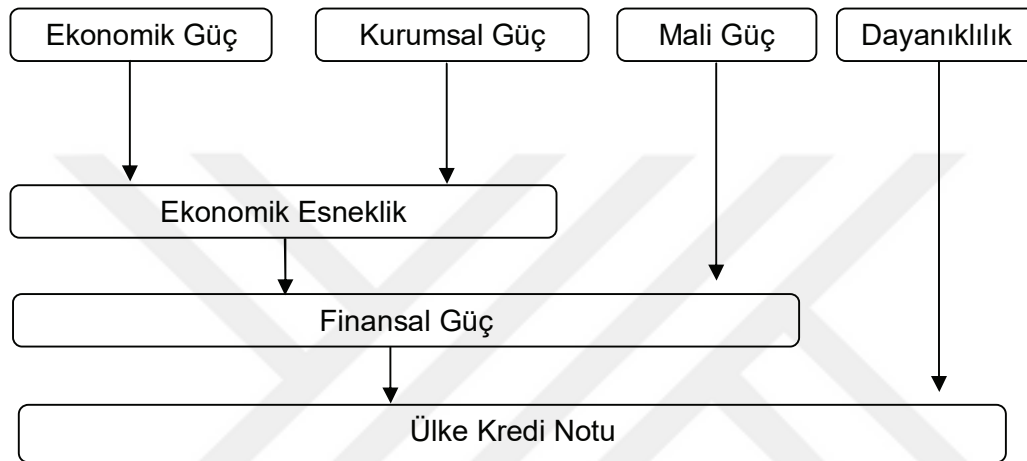 Ekonomik Güç
Kurumsal Güç
Mali Güç
Dayanıklılık
Ekonomik Esneklik
Finansal Güç
Ülke Kredi Notu